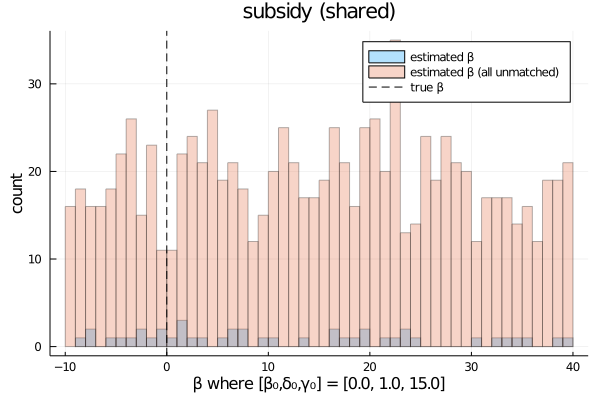 subsidy (shared)
estimated β
estimated β (all unmatched)
true β
count
30
20
10
0
−10
0
10
20
30
40
β where [β₀,δ₀,γ₀] = [0.0, 1.0, 15.0]